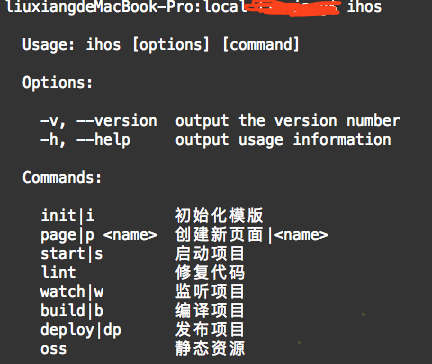 liuxiangdeMacBook-Pro:local ihos
Usage: ihos [options] [command]
Options:
-v, --version output the version number
-h, --help output usage information
Commands:
init|i 初始化模版
page|p <name> 创建新页面|<name>
start|s 启动项目
lint 修复代码
watch|w 监听项目
build|b 编译项目
deploy|dp 发布项目
oss 静态资源